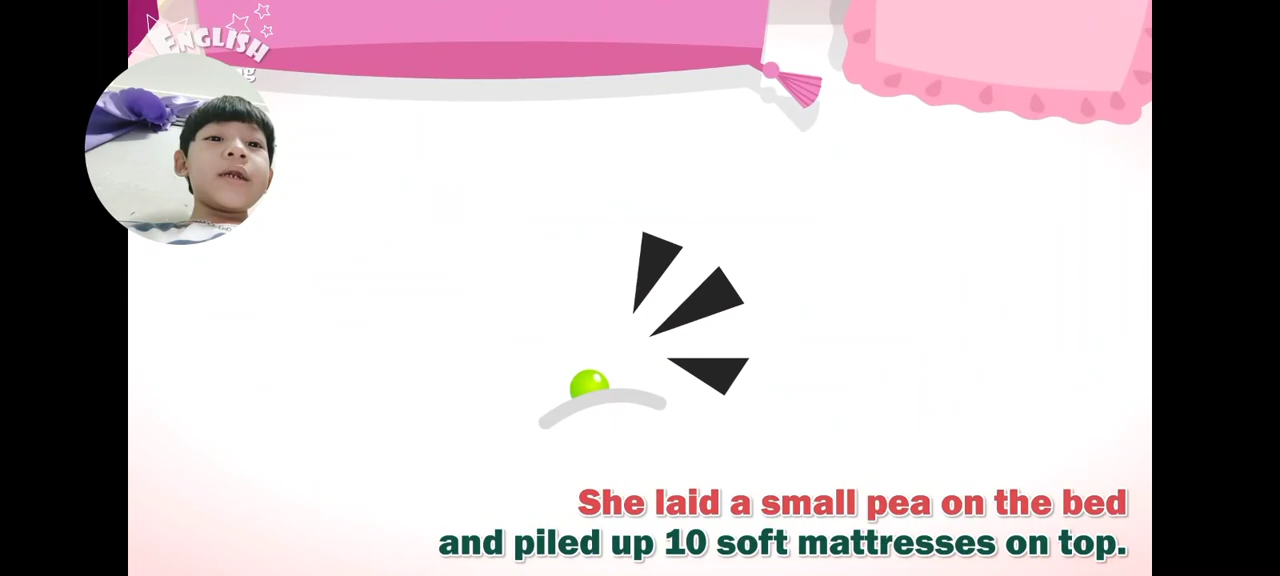 ENGLISH
She laid a small pea on the bed
and piled up 10 soft mattresses on top.